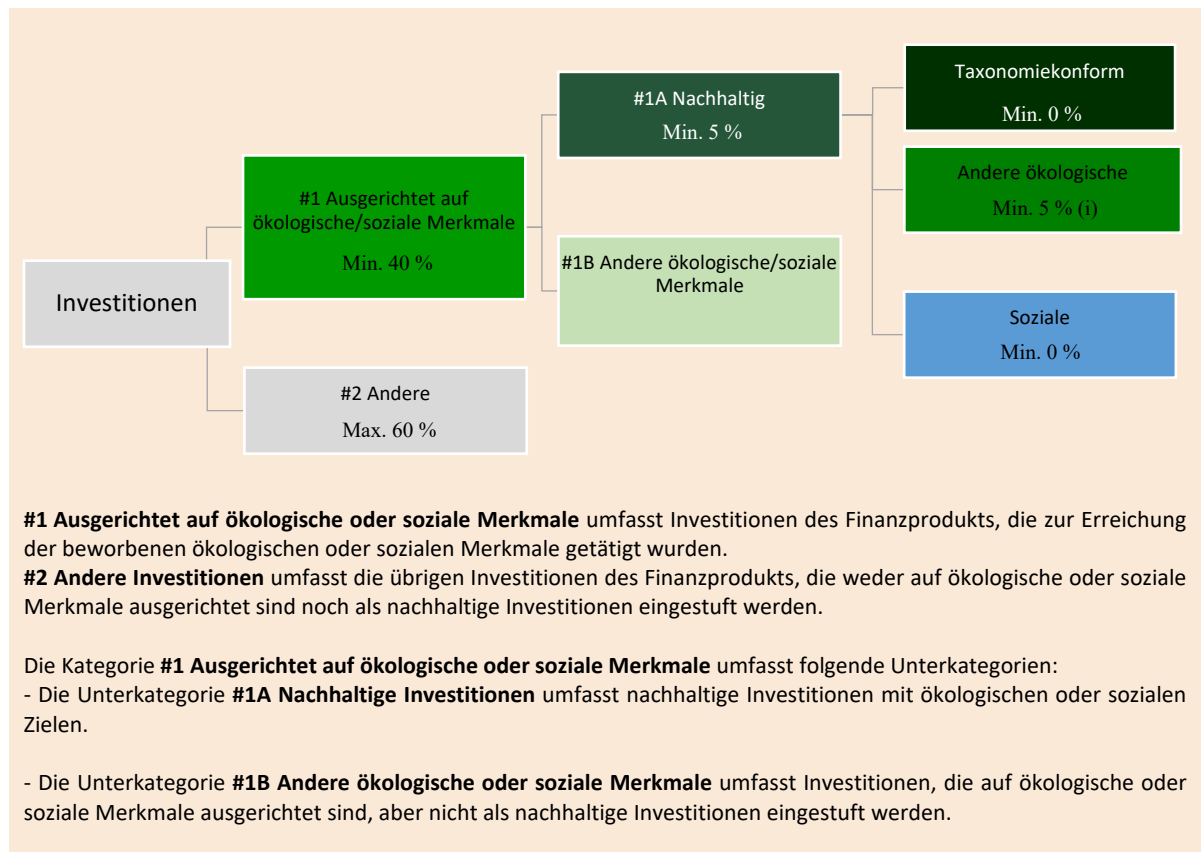 Investitionen
#1 Ausgerichtet auf
ökologische/soziale Merkmale
Min. 40 %
#2 Andere
Max. 60 %
#1A Nachhaltig
Min. 5 %
#1B Andere ökologische/soziale
Merkmale
Taxonomiekonform
Min. 0 %
Andere ökologische
Min. 5 % (i)
Soziale
Min. 0 %
#1 Ausgerichtet auf ökologische oder soziale Merkmale umfasst Investitionen des Finanzprodukts, die zur Erreichung
der beworbenen ökologischen oder sozialen Merkmale getätigt wurden.
#2 Andere Investitionen umfasst die übrigen Investitionen des Finanzprodukts, die weder auf ökologische oder soziale
Merkmale ausgerichtet sind noch als nachhaltige Investitionen eingestuft werden.
Die Kategorie #1 Ausgerichtet auf ökologische oder soziale Merkmale umfasst folgende Unterkategorien:
- Die Unterkategorie #1A Nachhaltige Investitionen umfasst nachhaltige Investitionen mit ökologischen oder sozialen
Zielen.
- Die Unterkategorie #1B Andere ökologische oder soziale Merkmale umfasst Investitionen, die auf ökologische oder
soziale Merkmale ausgerichtet sind, aber nicht als nachhaltige Investitionen eingestuft werden.